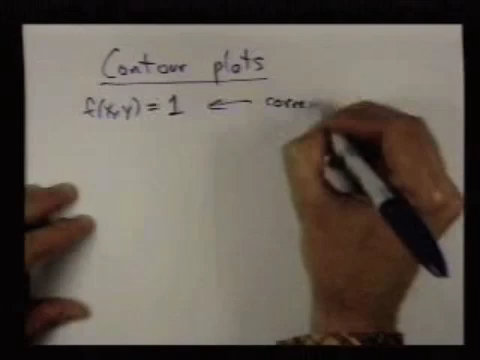 Contour plots
f(x,y) = 1 ←